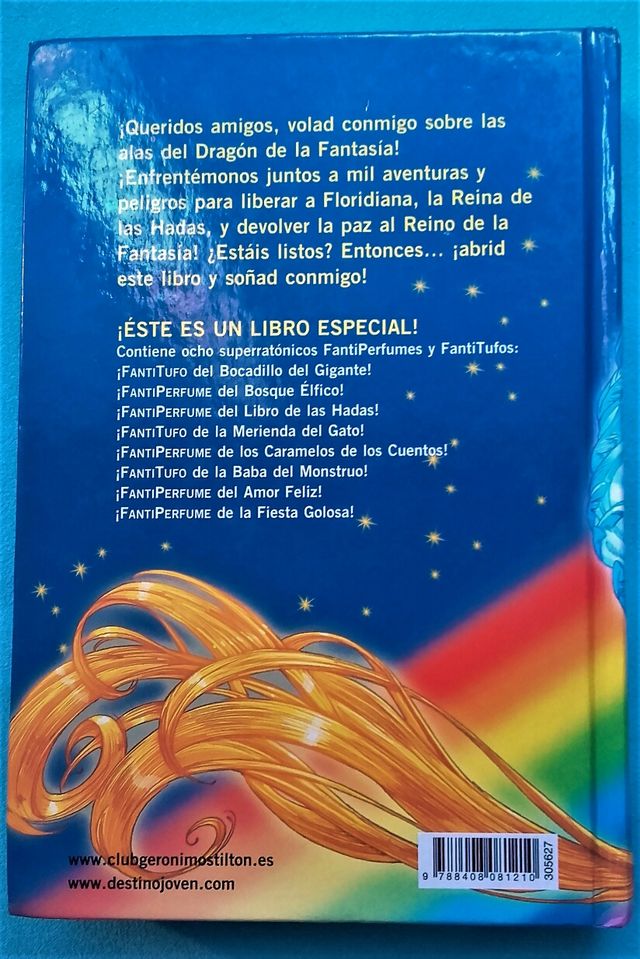 ¡Queridos amigos, volad conmigo sobre las
alas del Dragón de la Fantasía!
¡Enfrentémonos juntos a mil aventuras y
peligros para liberar a Floridiana, la Reina de
las Hadas, y devolver la paz al Reino de la
Fantasía! ¿Estáis listos? Entonces... ¡abrid
este libro y soñad conmigo!
¡ÉSTE ES UN LIBRO ESPECIAL!
Contiene ocho superratónicos FantiPerfumes y FantiTufos:
¡FANTITUFO del Bocadillo del Gigante!
¡FANTIPERFUME del Bosque Élfico!
¡FANTIPERFUME del Libro de las Hadas!
¡FANTITUFO de la Merienda del Gato!
¡FANTIPERFUME de los Caramelos de los Cuentos!
¡FANTITUFO de la Baba del Monstruo!
¡FANTIPERFUME del Amor Feliz!
¡FANTIPERFUME de la Fiesta Golosa!
www.clubgeronimostilton.es
www.destinojoven.com
9 788408 081210
305627